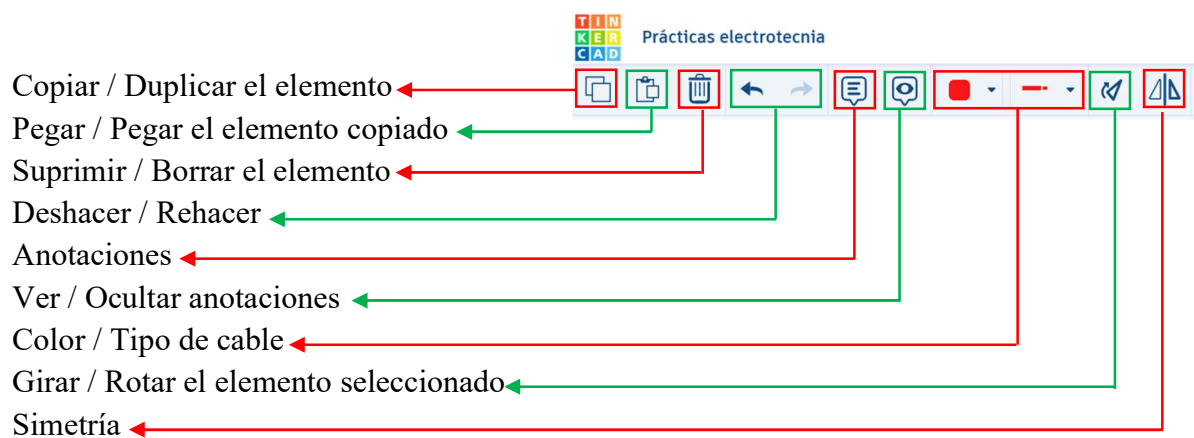 TIN
KER
CAD
Prácticas electrotecnia
Copiar / Duplicar el elemento
Pegar / Pegar el elemento copiado
Suprimir / Borrar el elemento
Deshacer / Rehacer
Anotaciones
Ver / Ocultar anotaciones
Color / Tipo de cable
Girar / Rotar el elemento seleccionado
Simetría